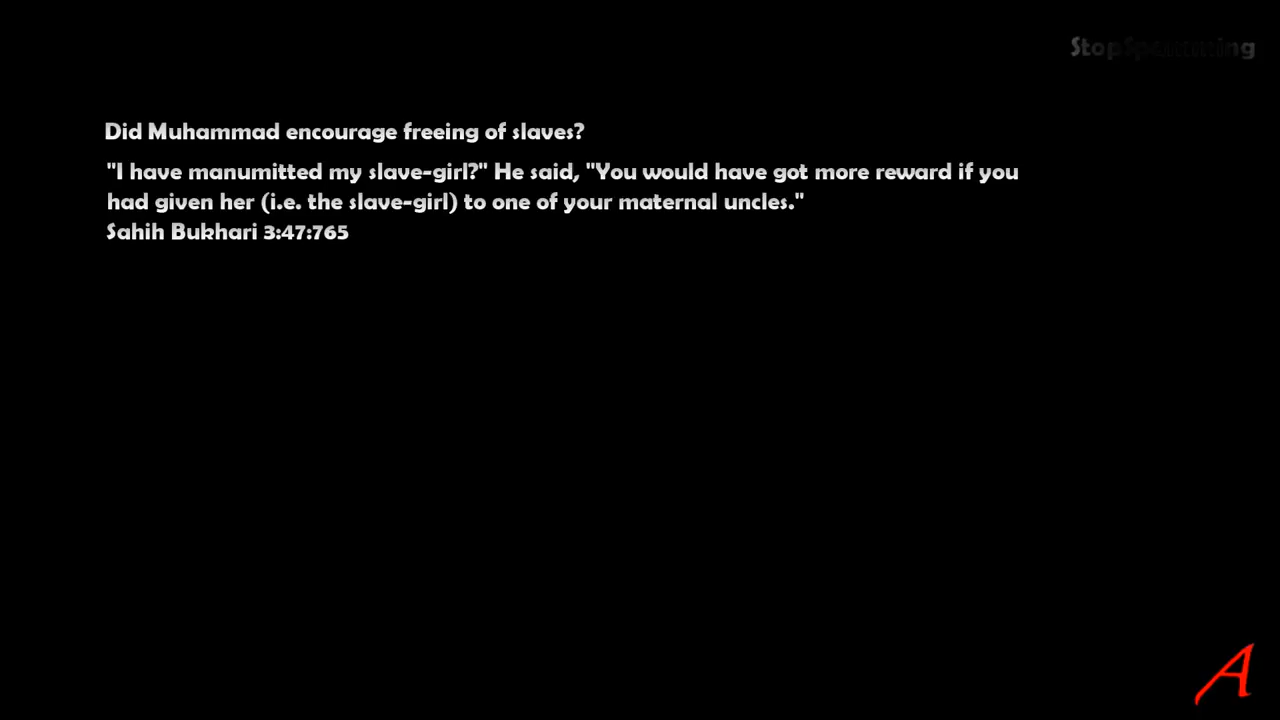 Did Muhammad encourage freeing of slaves?
"I have manumitted my slave-girl?" He said, "You would have got more reward if you
had given her (i.e. the slave-girl) to one of your maternal uncles."
Sahih Bukhari 3:47:765
A